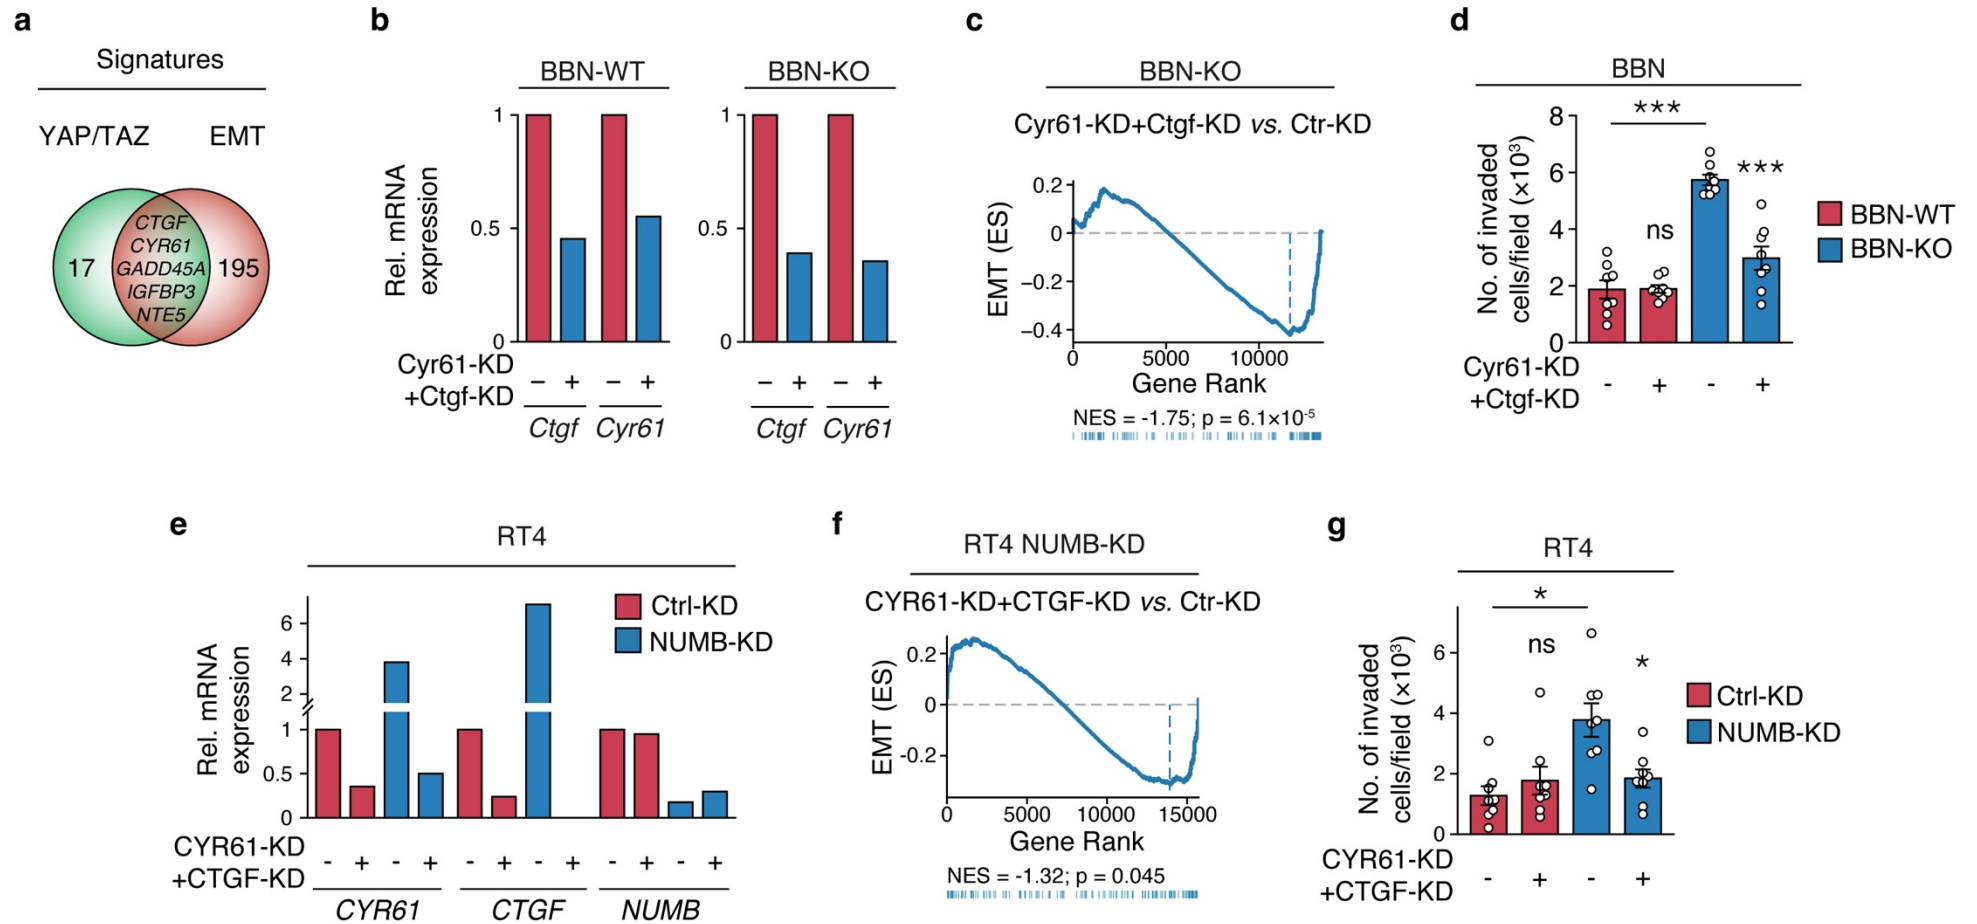 a
Signatures
YAP/TAZ EMT
CTGF
CYR61
17 GADD45A 195
IGFBP3
NTE5
b
BBN-WT BBN-KO
Rel. mRNA
expression
1
0.5
0
1
0.5
0
Cyr61-KD
+Ctgf-KD
– + – + – + – +
Ctgf Cyr61 Ctgf Cyr61
c
BBN-KO
Cyr61-KD+Ctgf-KD vs. Ctr-KD
EMT (ES)
0.2
0
−0.2
−0.4
0 5000 10000
Gene Rank
NES = -1.75; p = 6.1×10-5
d
BBN
No. of invaded
cells/field (×10³)
8
6
4
2
0
***
ns
***
Cyr61-KD
+Ctgf-KD
- + - +
BBN-WT
BBN-KO
e
RT4
Rel. mRNA
expression
6
4
2
1
0.5
0
Ctrl-KD
NUMB-KD
CYR61-KD
+CTGF-KD
- + - + - + - + - + - +
CYR61 CTGF NUMB
f
RT4 NUMB-KD
CYR61-KD+CTGF-KD vs. Ctr-KD
EMT (ES)
0.2
0
-0.2
0 5000 10000 15000
Gene Rank
NES = -1.32; p = 0.045
g
RT4
No. of invaded
cells/field (×10³)
6
4
2
0
*
ns
*
CYR61-KD
+CTGF-KD
- + - +
Ctrl-KD
NUMB-KD